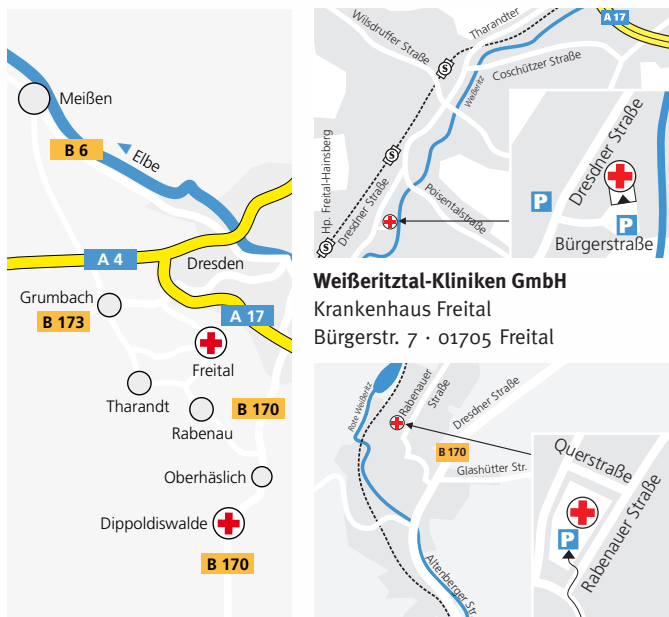 Meißen
B 6
Elbe
A 4
Dresden
Grumbach
B 173
A 17
Freital
Tharandt
B 170
Rabenau
Oberhäslich
Dippoldiswalde
B 170
Wilsdruffer Straße
Tharandter
A 17
S
Coschützer Straße
Weißeritz
S
Hp. Freital-Hainsberg
S
Dresdner Straße
Poisentalstraße
Dresdner Straße
P
P
Bürgerstraße
Weißeritztal-Kliniken GmbH
Krankenhaus Freital
Bürgerstr. 7 · 01705 Freital
Rote Weißeritz
Rabenauer
Straße
Dresdner Straße
B 170
Glashütter Str.
Altenberger Str.
Querstraße
P
Rabenauer Straße